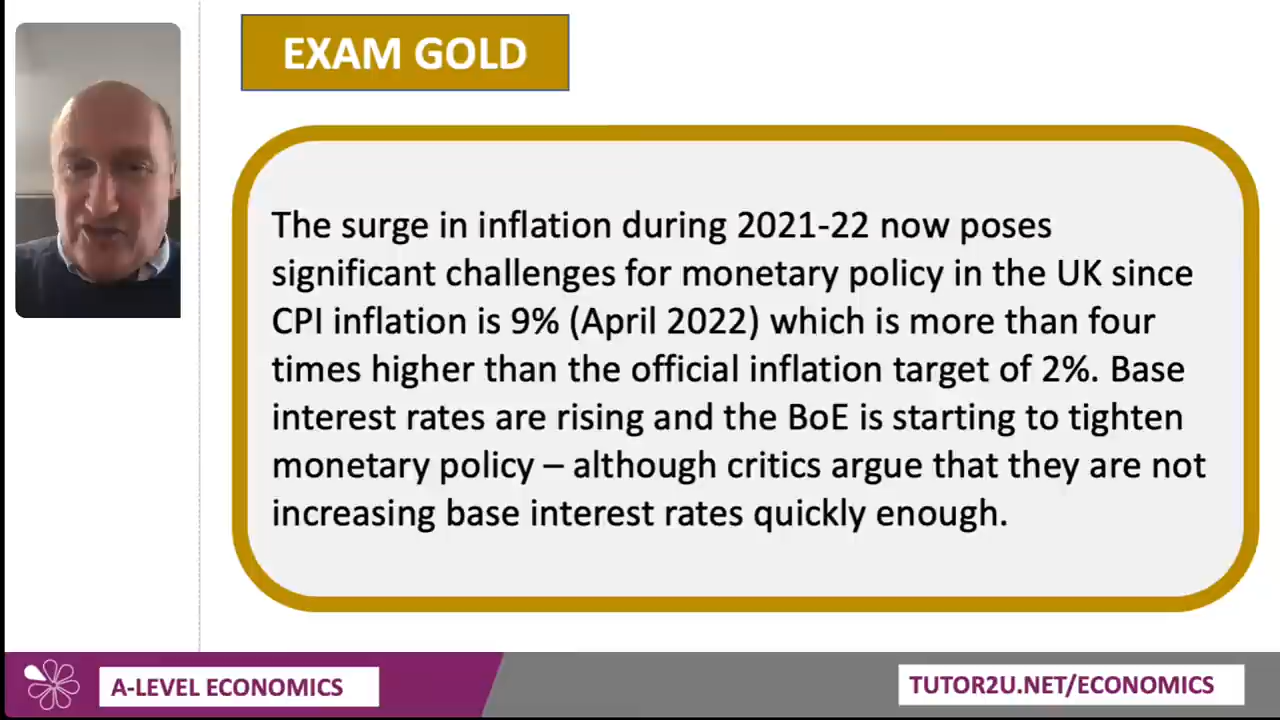 EXAM GOLD
The surge in inflation during 2021-22 now poses
significant challenges for monetary policy in the UK since
CPI inflation is 9% (April 2022) which is more than four
times higher than the official inflation target of 2%. Base
interest rates are rising and the BoE is starting to tighten
monetary policy – although critics argue that they are not
increasing base interest rates quickly enough.
A-LEVEL ECONOMICS
TUTOR2U.NET/ECONOMICS